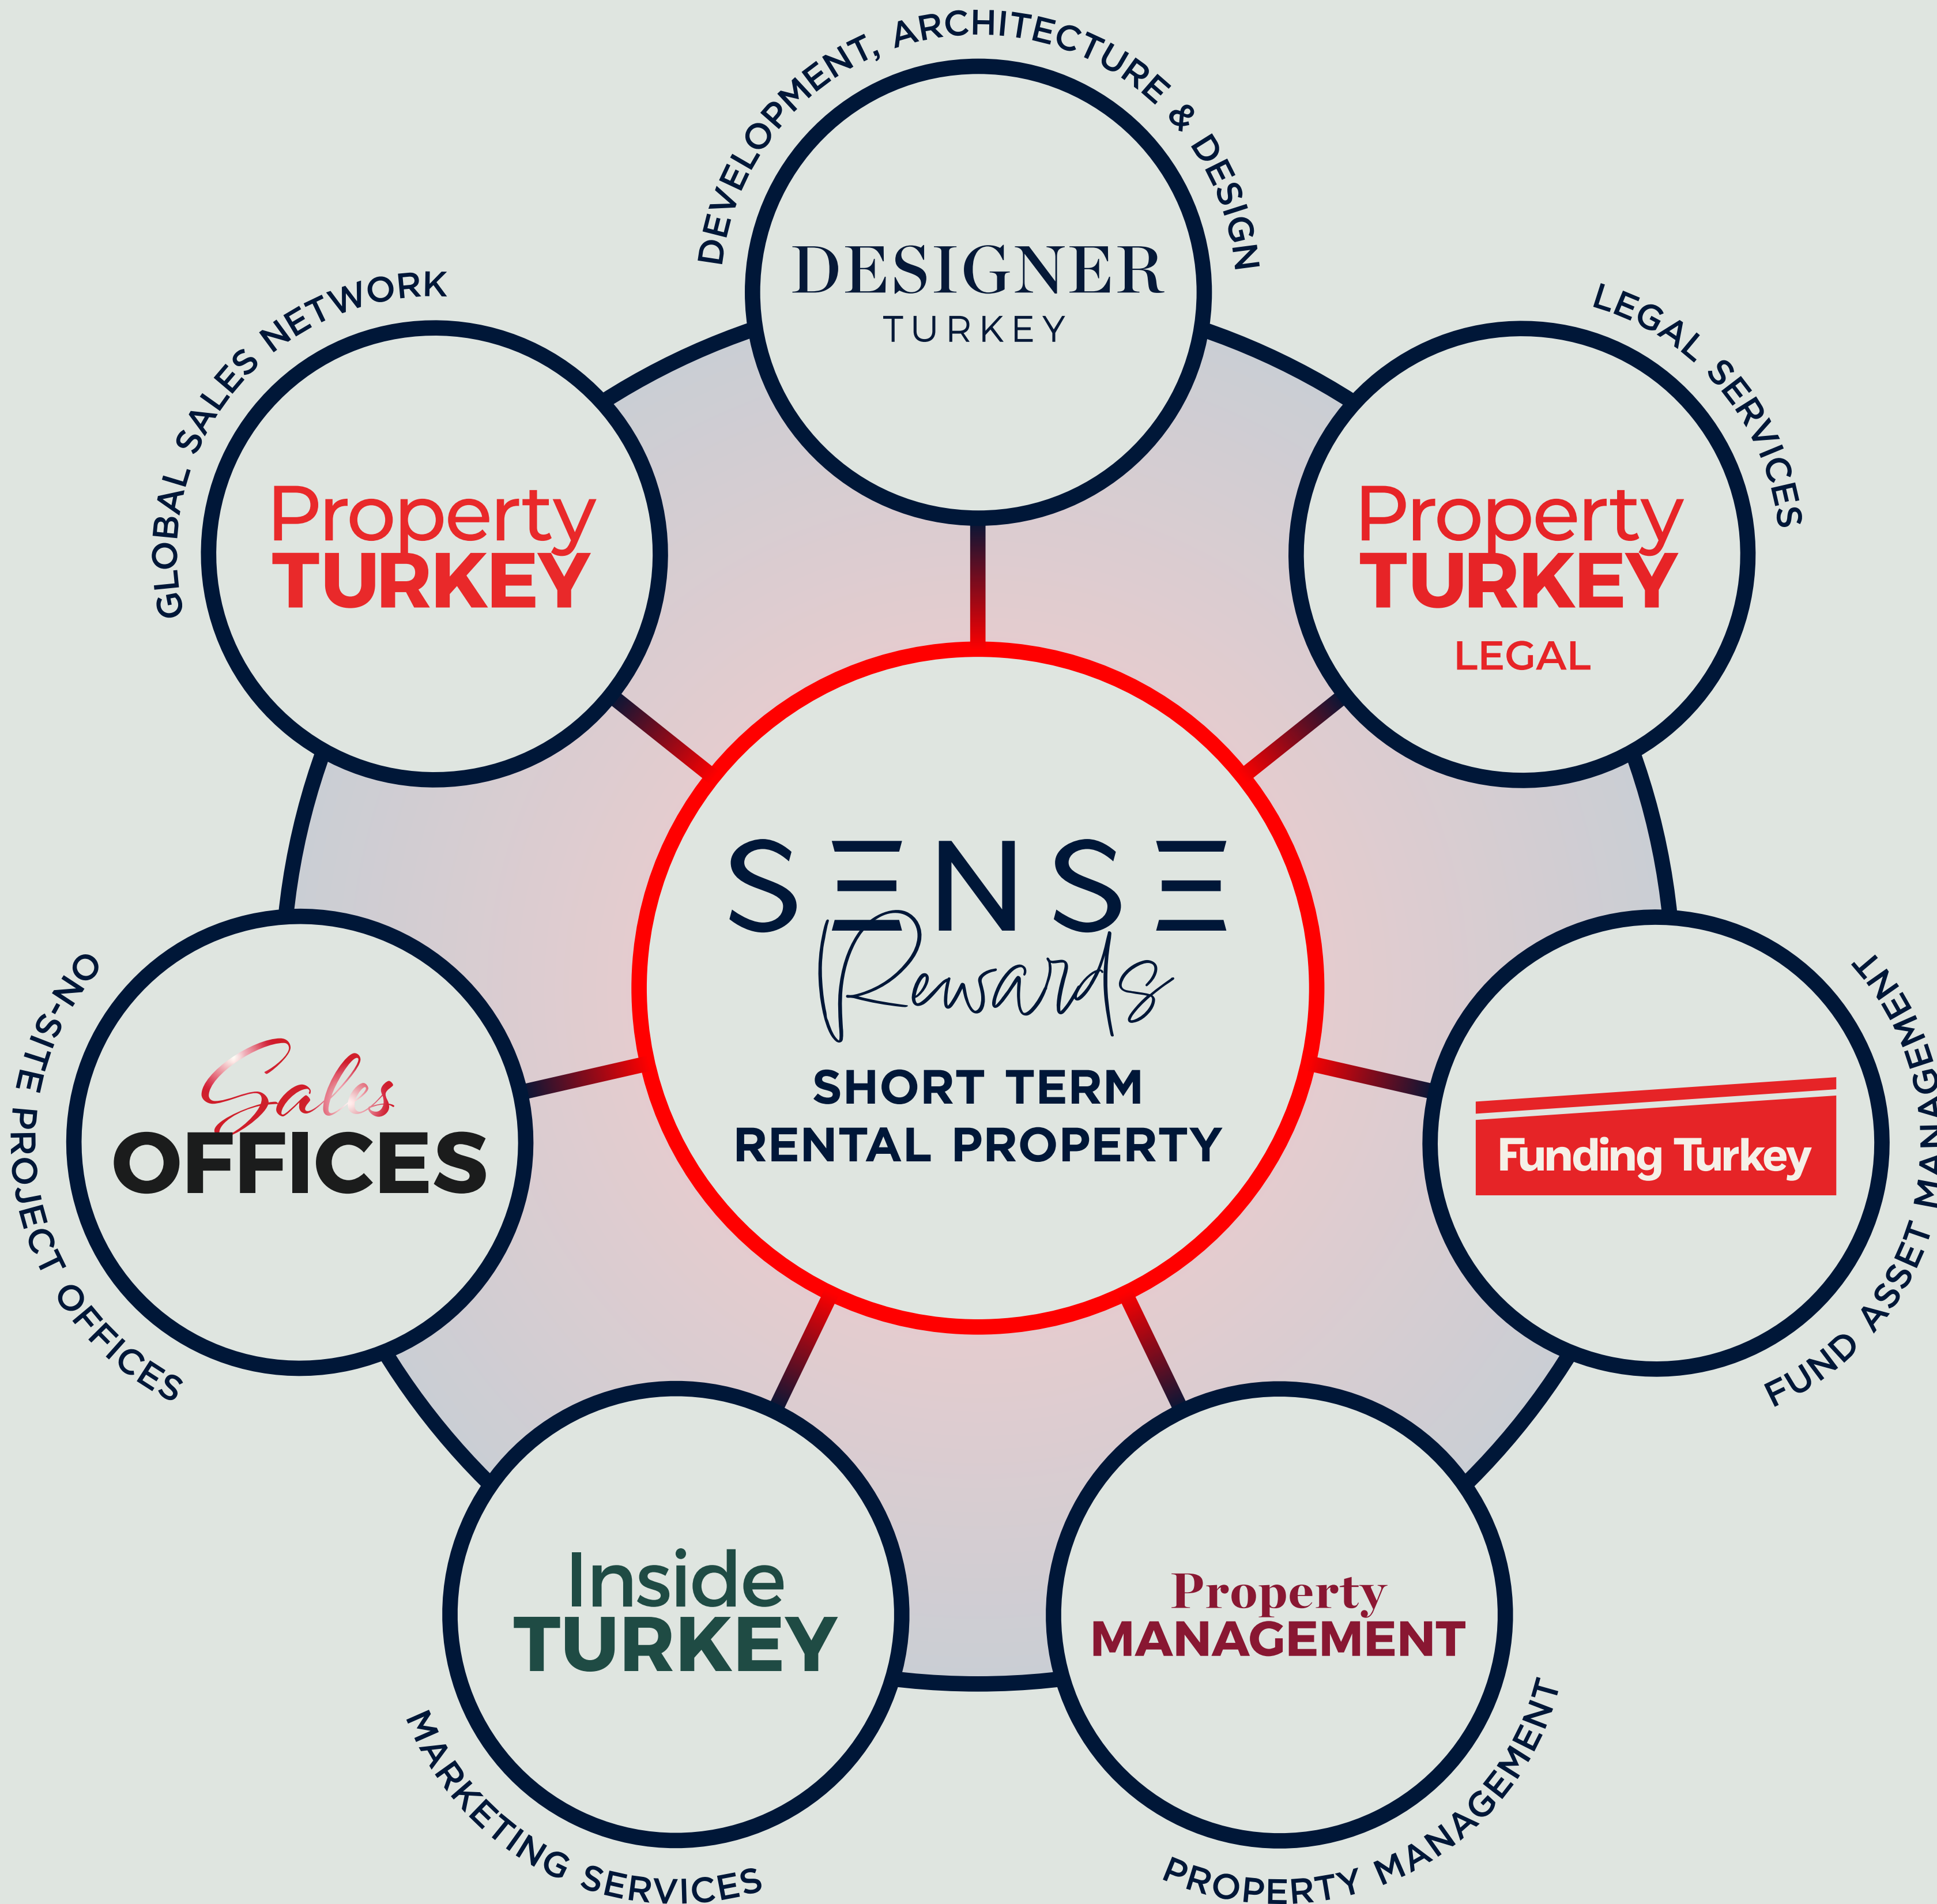 DEVELOPMENT, ARCHITECTURE & DESIGN
DESIGNER
TURKEY
LEGAL SERVICES
Property
TURKEY
LEGAL
FUND ASSET MANAGEMENT
Funding Turkey
PROPERTY MANAGEMENT
Property
MANAGEMENT
MARKETING SERVICES
Inside
TURKEY
ON-SITE PROJECT OFFICES
Sales
OFFICES
GLOBAL SALES NETWORK
Property
TURKEY
SENSE
Rewards
SHORT TERM
RENTAL PROPERTY